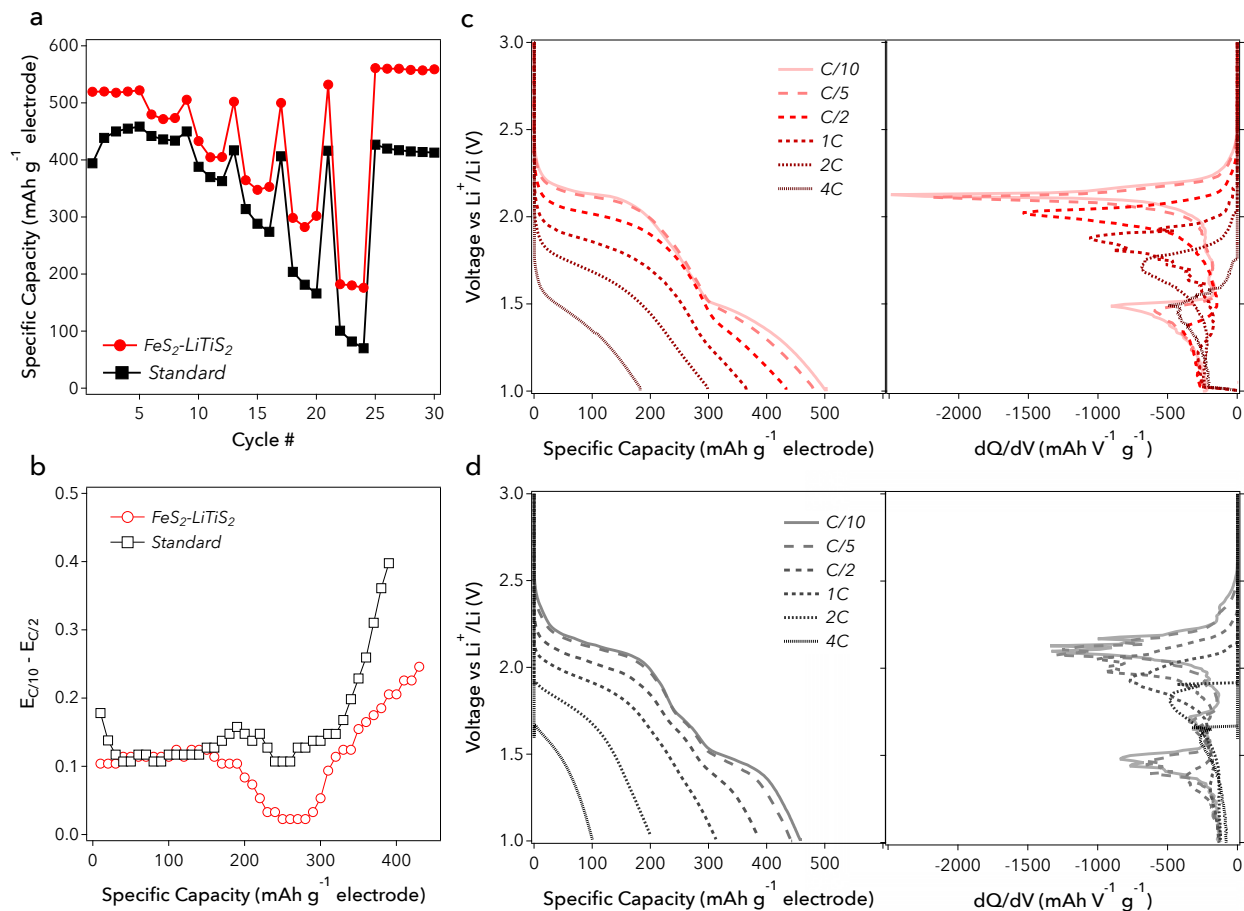 a
Specific Capacity (mAh g⁻¹ electrode)
600
500
400
300
200
100
0
FeS₂-LiTiS₂
Standard
5
10
15
20
25
30
Cycle #
b
E_C/10 - E_C/2
0.5
0.4
0.3
0.2
0.1
0.0
FeS₂-LiTiS₂
Standard
0
100
200
300
400
Specific Capacity (mAh g⁻¹ electrode)
c
Voltage vs Li⁺/Li (V)
3.0
2.5
2.0
1.5
1.0
C/10
C/5
C/2
1C
2C
4C
0
100
200
300
400
500
Specific Capacity (mAh g⁻¹ electrode)
-2000
-1500
-1000
-500
0
dQ/dV (mAh V⁻¹ g⁻¹)
d
Voltage vs Li⁺/Li (V)
3.0
2.5
2.0
1.5
1.0
C/10
C/5
C/2
1C
2C
4C
0
100
200
300
400
500
Specific Capacity (mAh g⁻¹ electrode)
-2000
-1500
-1000
-500
0
dQ/dV (mAh V⁻¹ g⁻¹)